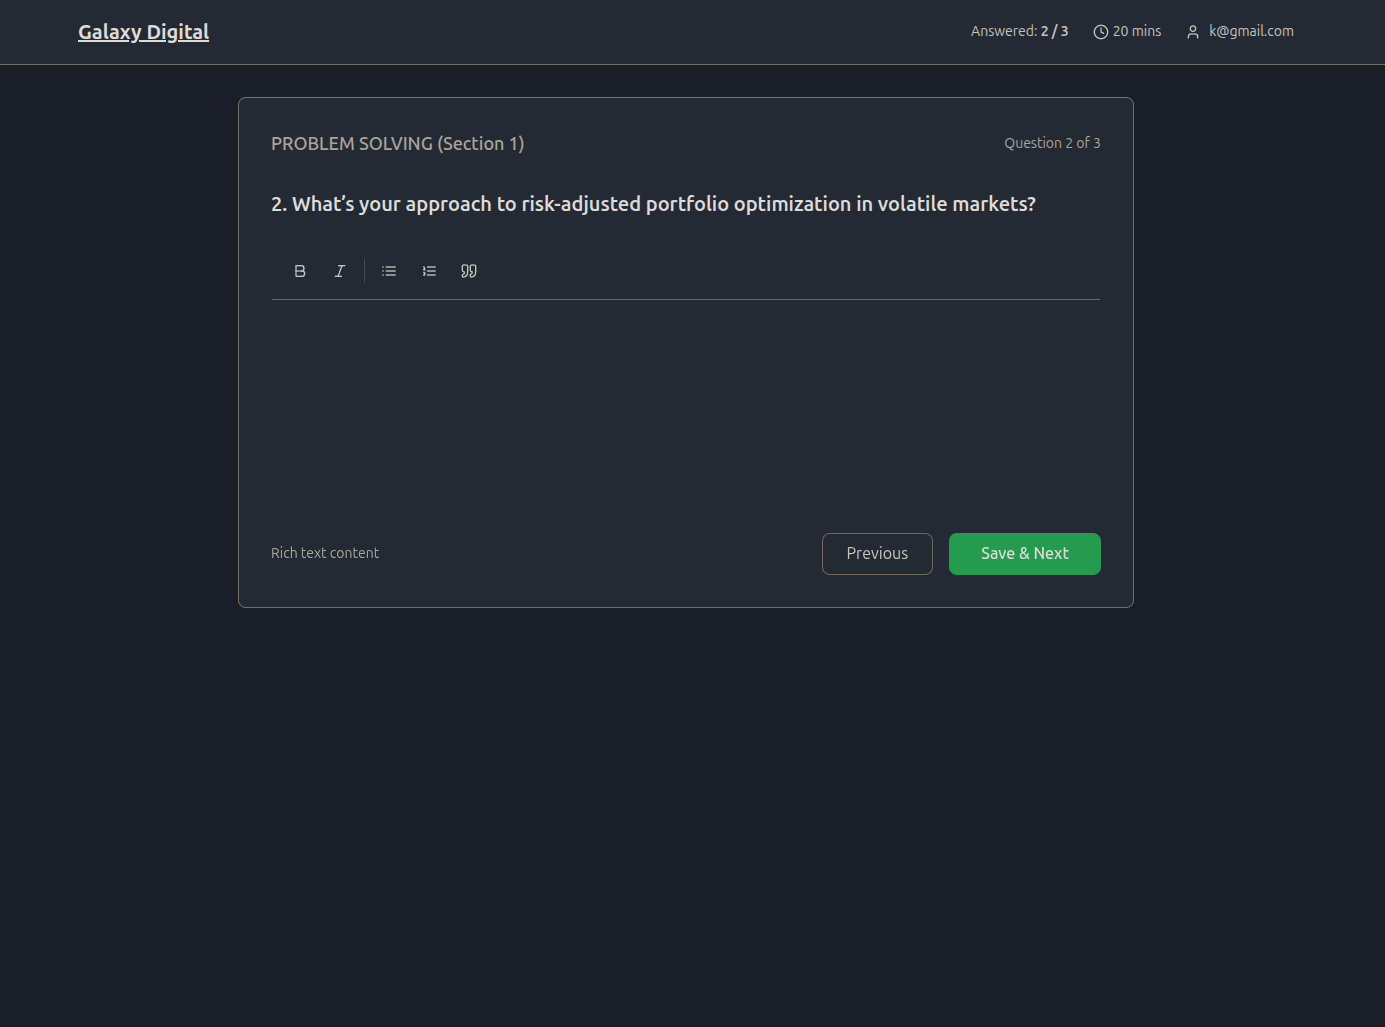 Galaxy Digital
Answered: 2 / 3
20 mins
k@gmail.com
PROBLEM SOLVING (Section 1)
Question 2 of 3
2. What’s your approach to risk-adjusted portfolio optimization in volatile markets?
Rich text content
Previous
Save & Next